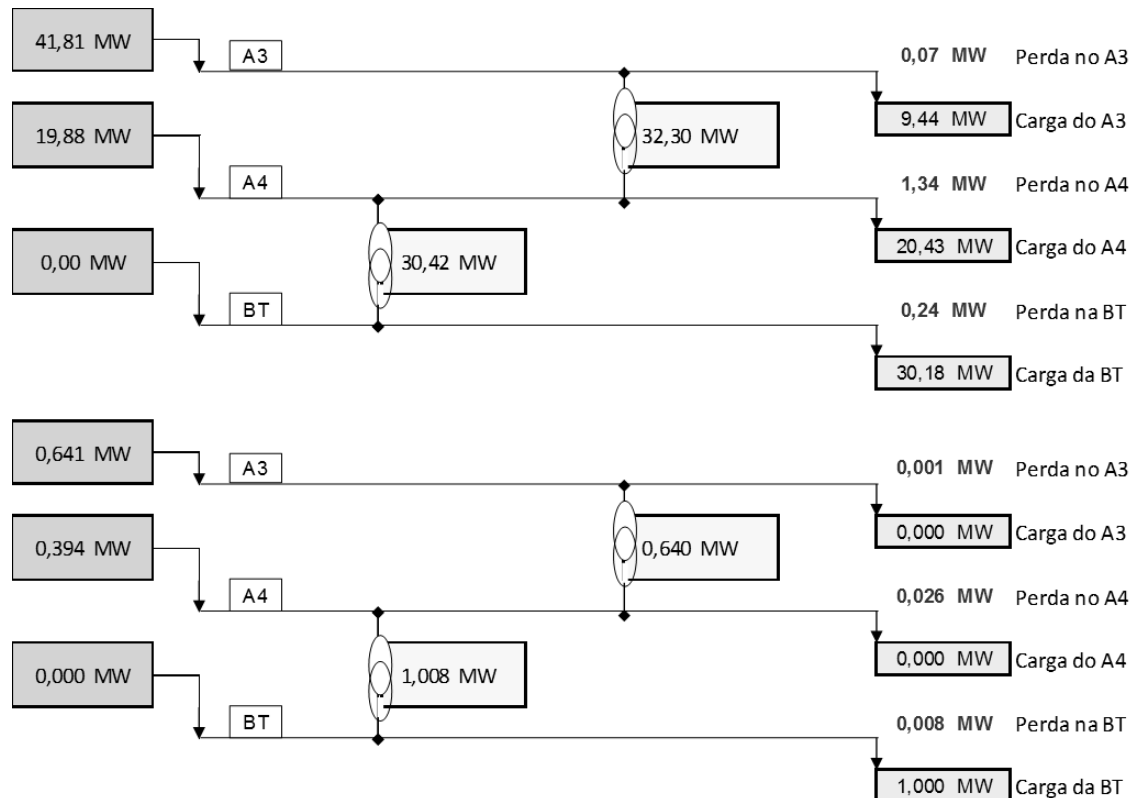 41,81 MW
A3
0,07 MW Perda no A3
9,44 MW Carga do A3
19,88 MW
32,30 MW
A4
1,34 MW Perda no A4
20,43 MW Carga do A4
0,00 MW
30,42 MW
BT
0,24 MW Perda na BT
30,18 MW Carga da BT
0,641 MW
A3
0,001 MW Perda no A3
0,000 MW Carga do A3
0,394 MW
0,640 MW
A4
0,026 MW Perda no A4
0,000 MW Carga do A4
0,000 MW
1,008 MW
BT
0,008 MW Perda na BT
1,000 MW Carga da BT